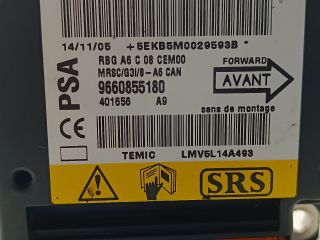 14/11/05 +5EKB5M0029593B*
PSA
RBG A6 C 08 CEM00
MRSC/G3I/8- A6 CAN
9660855180
401656 A9
FORWARD
AVANT
sens de montage
CE
TEMIC LMV5L14A493
SRS